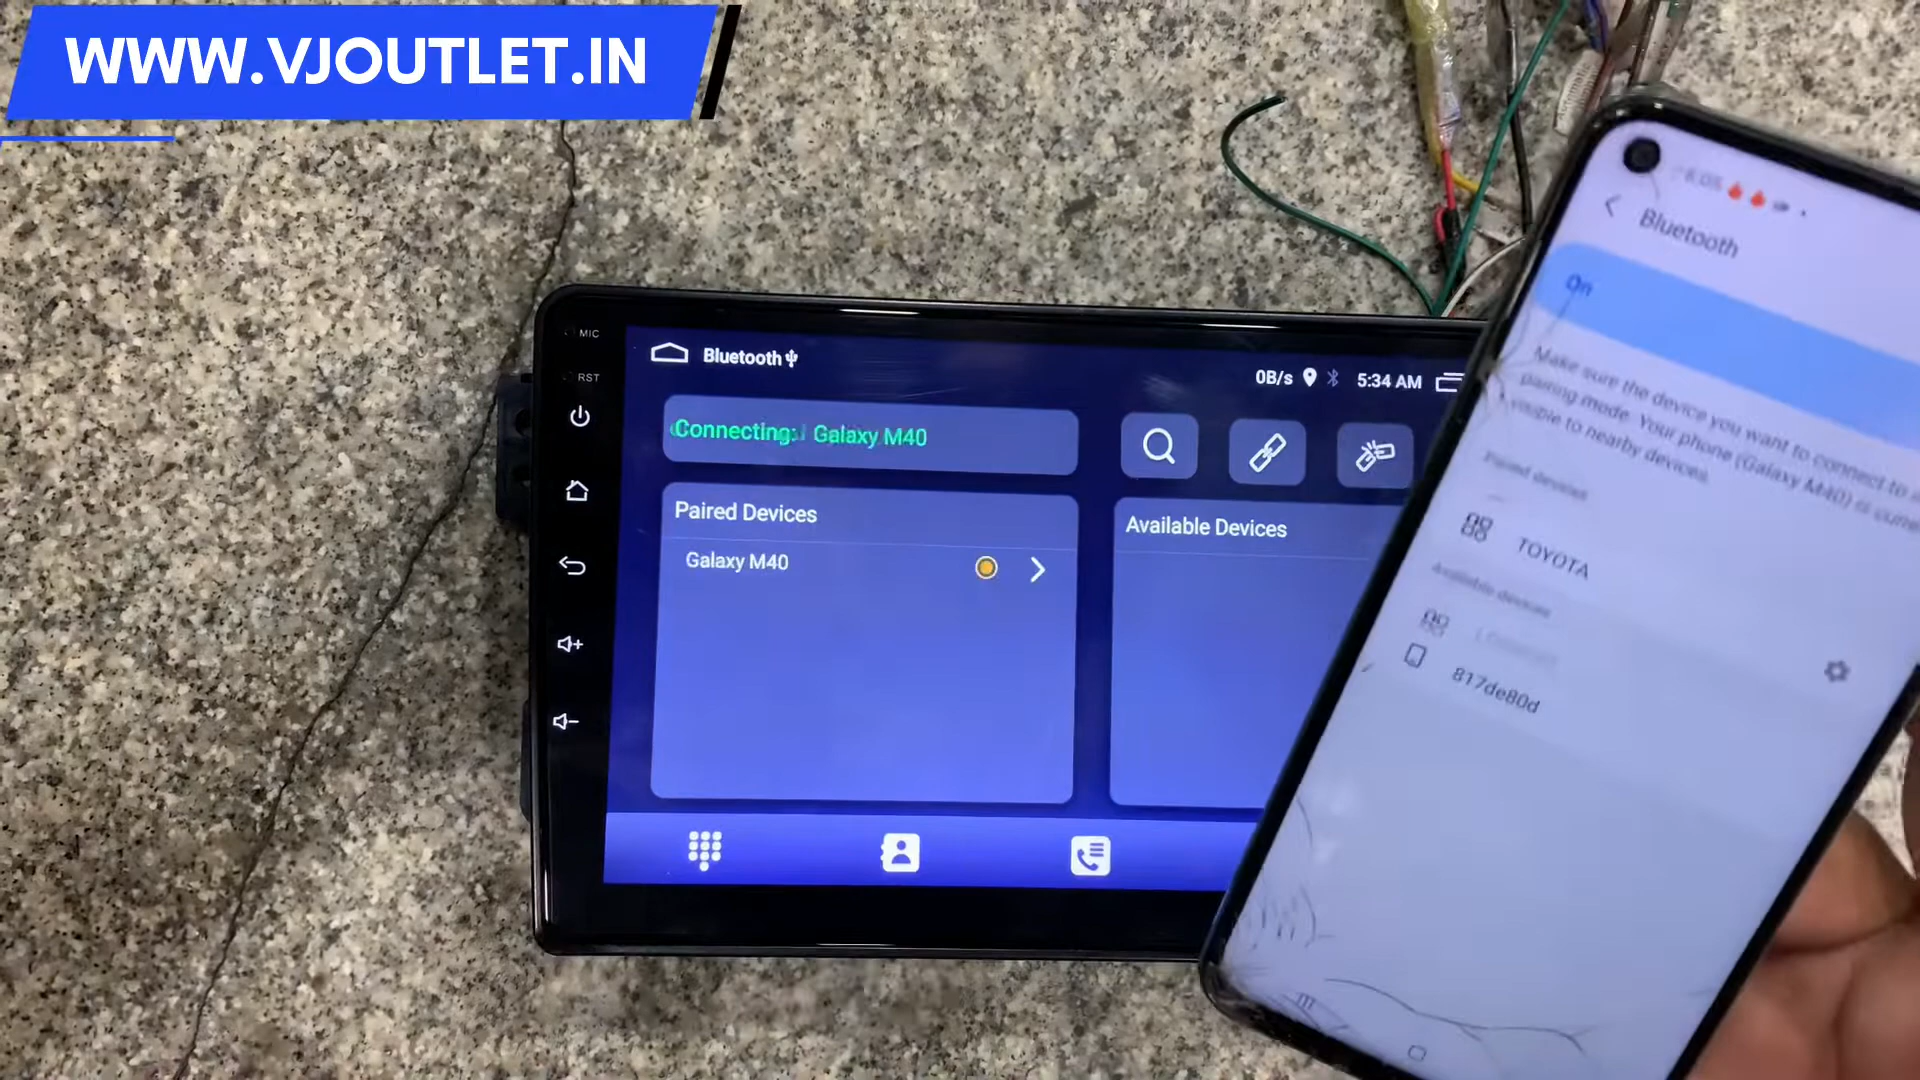 WWW.VJOUTLET.IN
MIC
RST
Bluetooth
0B/s
5:34 AM
Connecting: Galaxy M40
Paired Devices
Galaxy M40
Available Devices
6:05
Bluetooth
On
Make sure the device you want to connect to
pairing mode. Your phone (Galaxy M40) is
visible to nearby devices.
Paired devices
TOYOTA
Available devices
817de80d